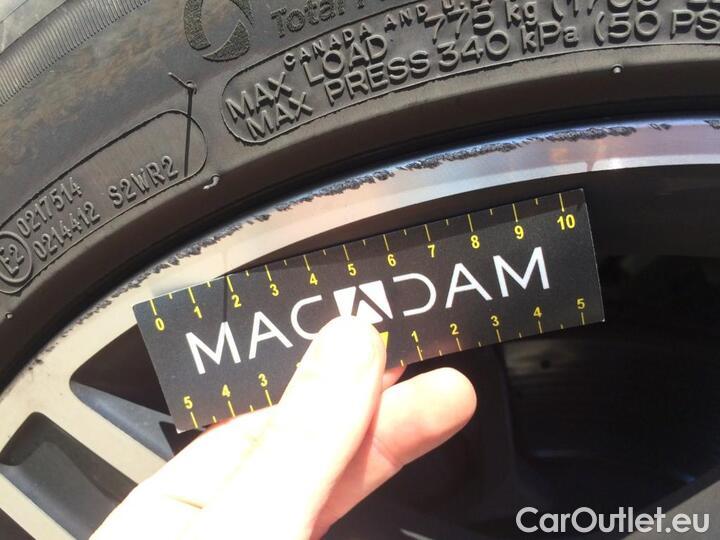 Total P
CANADA AND U
MAX LOAD 775 kg (1709
MAX PRESS 340 kPa (50 PS
E2
0217514
0214412 S2WR2
0 1 2 3 4 5 6 7 8 9 10
MACADAM
5 4 3 1 2 3 4 5
CarOutlet.eu